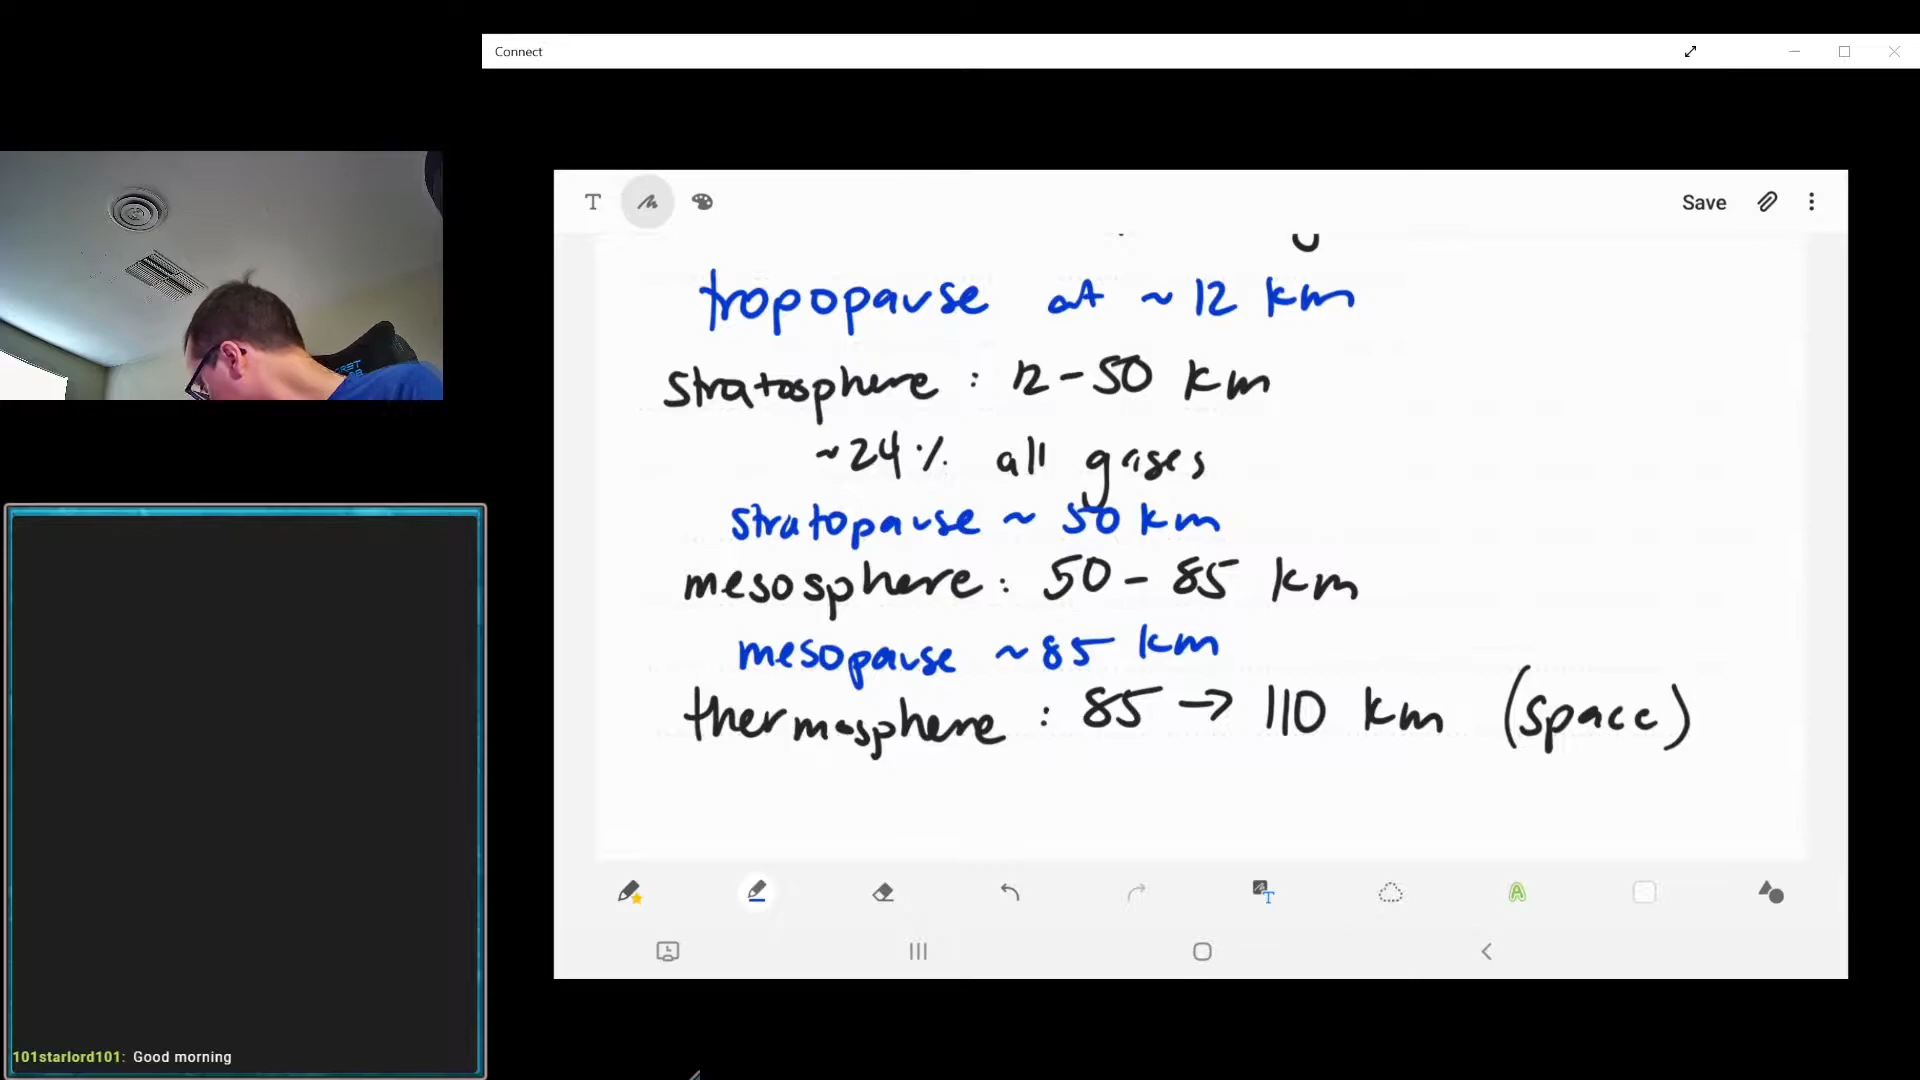 Connect
Save
tropopause at ~ 12 km
stratosphere : 12 - 50 km
~24% all gases
stratopause ~ 50 km
mesosphere : 50 - 85 km
mesopause ~85 km
thermosphere : 85 → 110 km (space)
101starlord101: Good morning